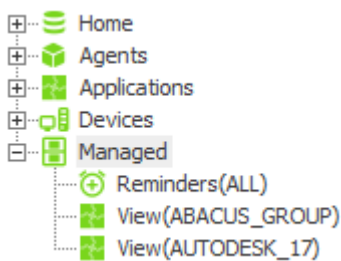 Home
Agents
Applications
Devices
Managed
Reminders(ALL)
View(ABACUS_GROUP)
View(AUTODESK_17)